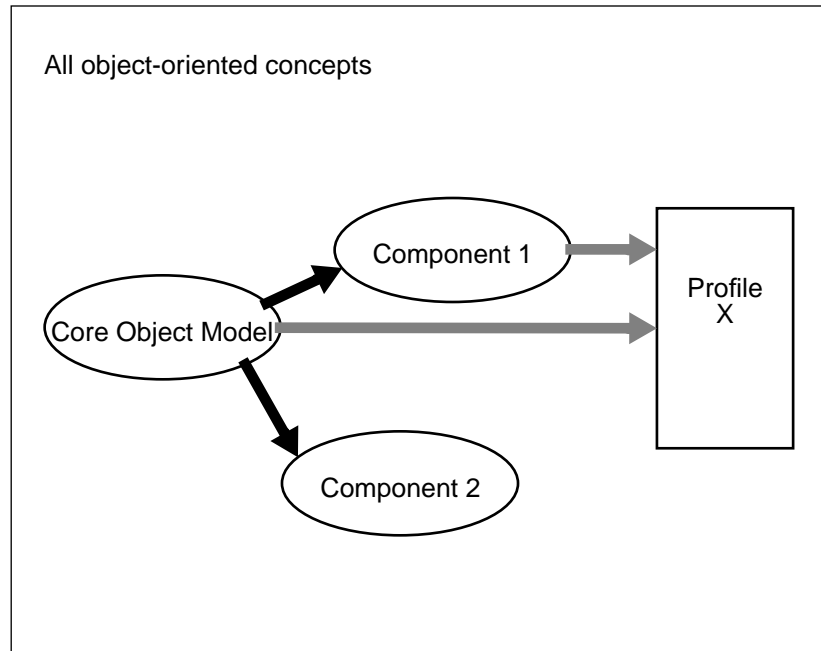 All object-oriented concepts
Component 1
Profile
X
Core Object Model
Component 2